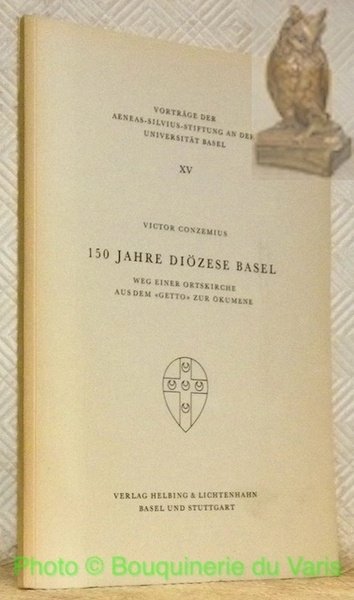 VORTRÄGE DER
AENEAS-SILVIUS-STIFTUNG AN DER
UNIVERSITÄT BASEL
XV
VICTOR CONZEMIUS
150 JAHRE DIÖZESE BASEL
WEG EINER ORTSKIRCHE
AUS DEM «GETTO» ZUR ÖKUMENE
VERLAG HELBING & LICHTENHAHN
BASEL UND STUTTGART
Photo © Bouquinerie du Varis